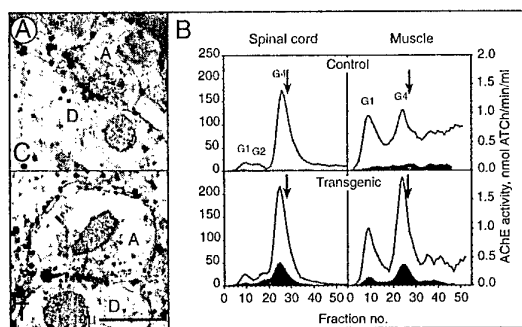 A
A
D
C
A
D
B
Spinal cord Muscle
Control
250
200
150
100
50
0
G1 G2
G1 G4
2.0
1.5
1.0
0.5
0.0
Transgenic
200
150
100
50
0
1.5
1.0
0.5
0.0
0 10 20 30 40 50 0 10 20 30 40 50
Fraction no.
AChE activity, nmol ATCh/min/ml